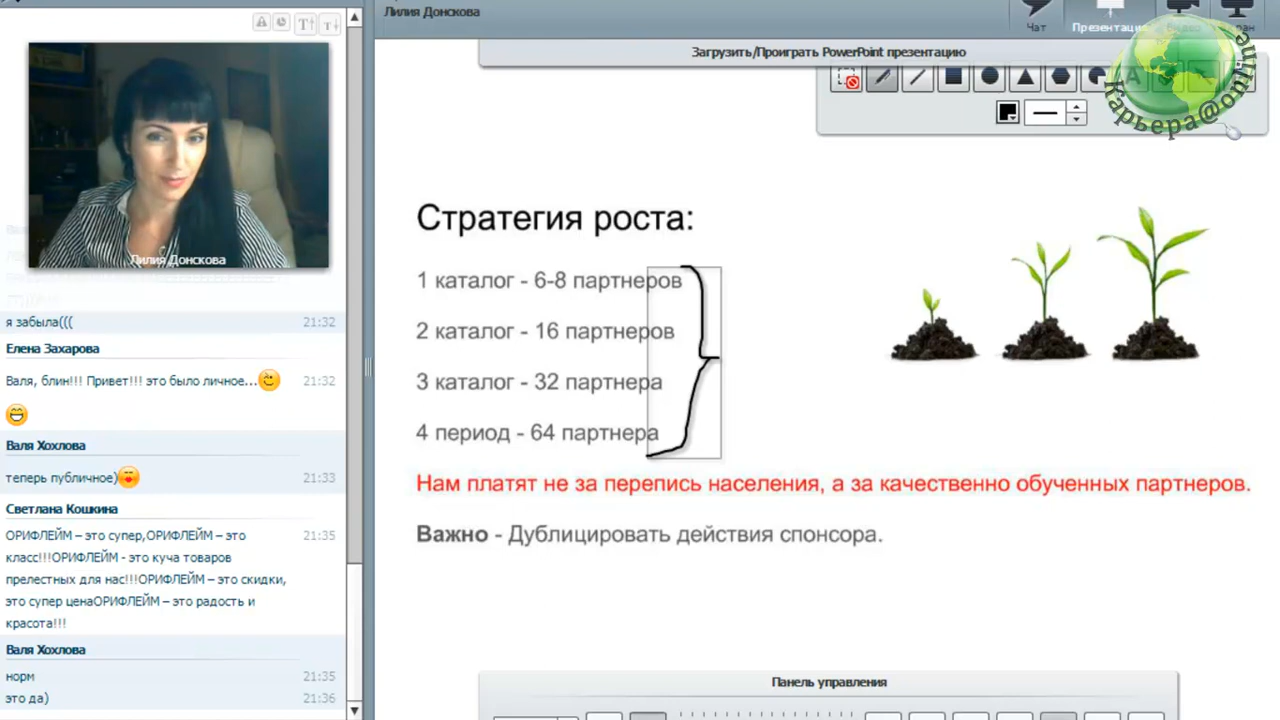 Лилия Донскова
Чат
Презентация
Загрузить/Проиграть PowerPoint презентацию
Карьера@online
Лилия Донскова
я забыла(((
21:32
Елена Захарова
Валя, блин!!! Привет!!! это было личное...
21:32
Валя Хохлова
теперь публичное)
21:33
Светлана Кошкина
ОРИФЛЕЙМ – это супер,ОРИФЛЕЙМ – это
21:35
класс!!!ОРИФЛЕЙМ - это куча товаров
прелестных для нас!!!ОРИФЛЕЙМ – это скидки,
это супер ценаОРИФЛЕЙМ – это радость и
красота!!!
Валя Хохлова
норм
21:35
это да)
21:36
Стратегия роста:
1 каталог - 6-8 партнеров
2 каталог - 16 партнеров
3 каталог - 32 партнера
4 период - 64 партнера
Нам платят не за перепись населения, а за качественно обученных партнеров.
Важно - Дублицировать действия спонсора.
Панель управления